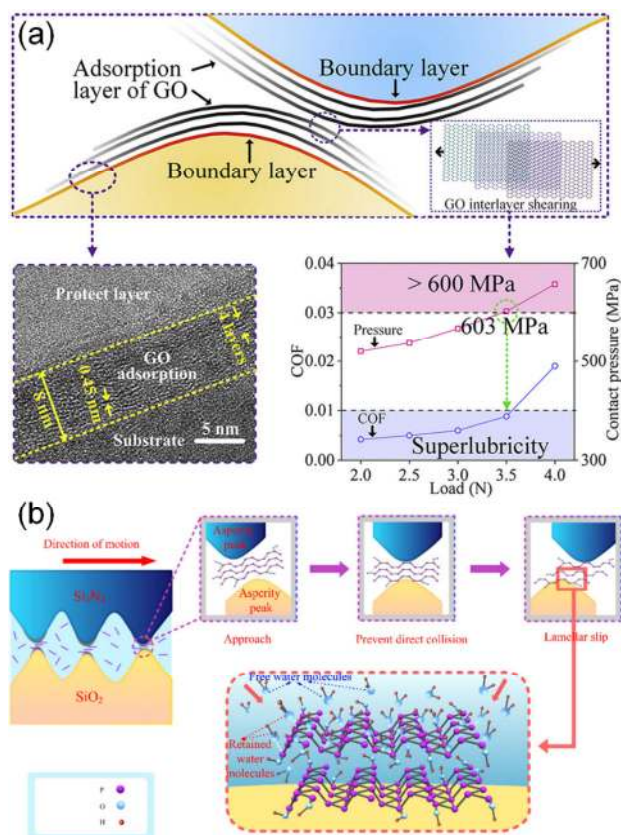 (a)
Adsorption
layer of GO
Boundary layer
Boundary layer
GO interlayer shearing
Protect layer
4 layers
GO
adsorption
0.45 nm
8 nm
Substrate
5 nm
0.04
0.03
0.02
0.01
0.00
COF
> 600 MPa
603 MPa
Pressure
COF
Superlubricity
2.0 2.5 3.0 3.5 4.0
Load (N)
700
600
500
400
300
Contact pressure (MPa)
(b)
Direction of motion
Si₃N₄
SiO₂
Asperity
peak
Asperity
peak
Approach
Prevent direct collision
Lamellar slip
Free water molecules
Retained
water
molecules
P
O
H